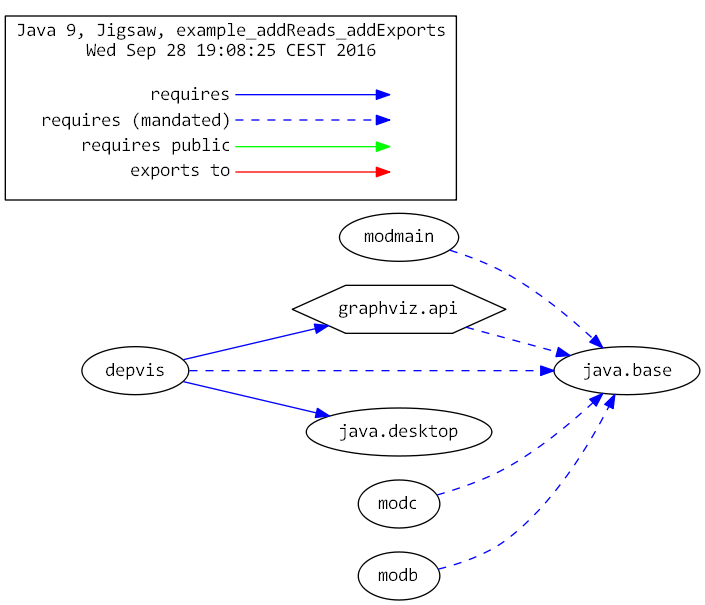 Java 9, Jigsaw, example_addReads_addExports
Wed Sep 28 19:08:25 CEST 2016
requires
requires (mandated)
requires public
exports to
modmain
graphviz.api
depvis
java.base
java.desktop
modc
modb